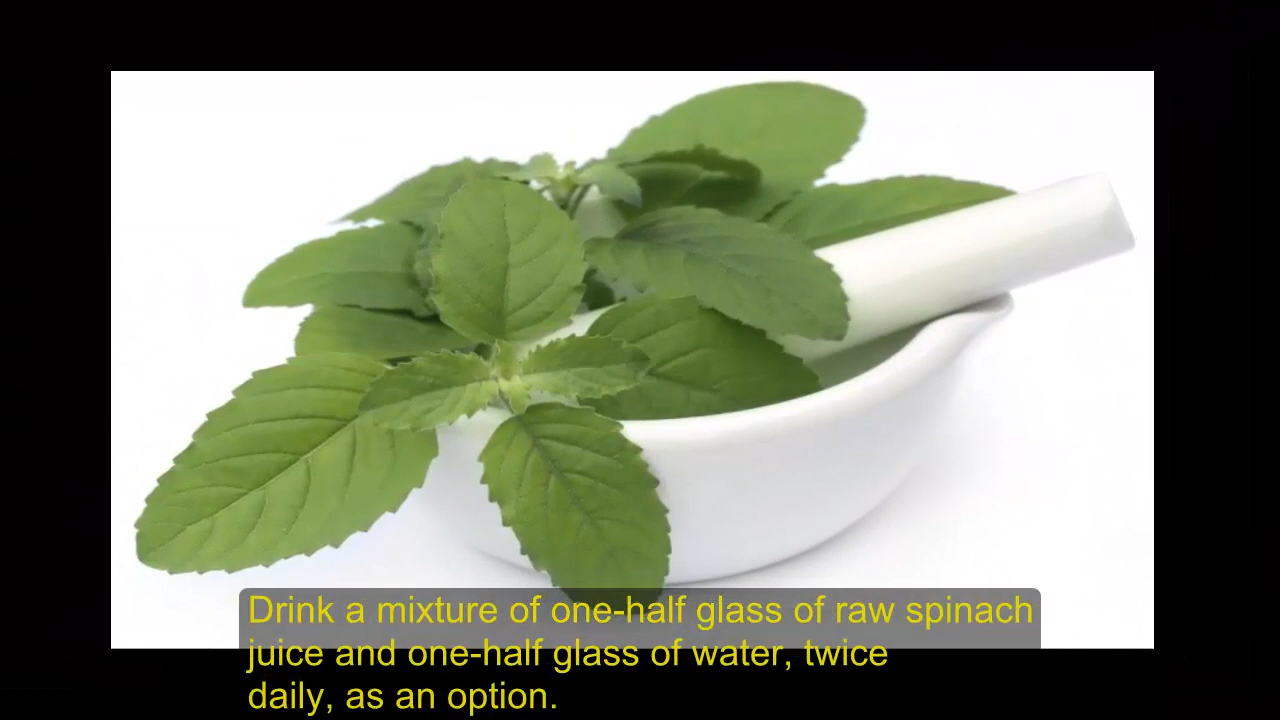 Drink a mixture of one-half glass of raw spinach
juice and one-half glass of water, twice
daily, as an option.